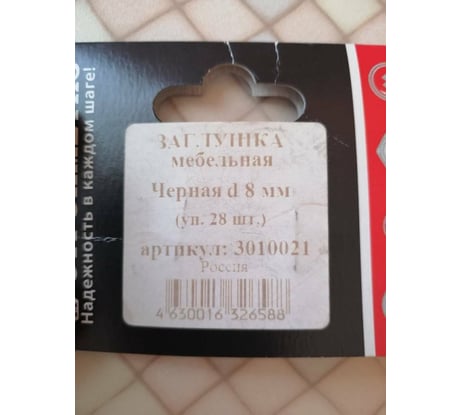 ЗАГЛУШКА
мебельная
Черная d 8 мм
(уп. 28 шт.)
артикул: 3010021
Россия
4 630016 326588
Надежность в каждом шаге!